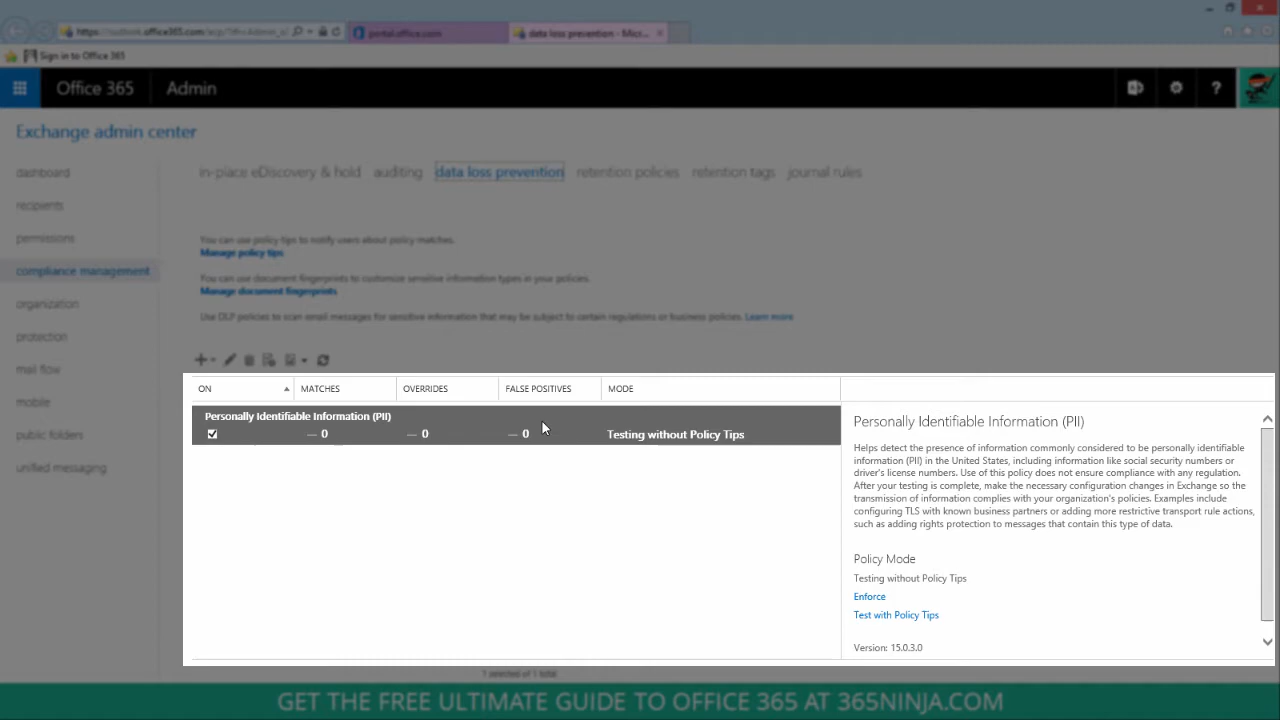 portal.office.com
data loss prevention - Micr...
Sign in to Office 365
Office 365
Admin
?
Exchange admin center
dashboard
recipients
permissions
compliance management
organization
protection
mail flow
mobile
public folders
unified messaging
in-place eDiscovery & hold auditing data loss prevention retention policies retention tags journal rules
You can use policy tips to notify users about policy matches.
Manage policy tips
You can use document fingerprints to customize sensitive information types in your policies.
Manage document fingerprints
Use DLP policies to scan email messages for sensitive information that may be subject to certain regulations or business policies. Learn more
ON MATCHES OVERRIDES FALSE POSITIVES MODE
Personally Identifiable Information (PII)
— 0 — 0 — 0 Testing without Policy Tips
Personally Identifiable Information (PII)
Helps detect the presence of information commonly considered to be personally identifiable
information (PII) in the United States, including information like social security numbers or
driver's license numbers. Use of this policy does not ensure compliance with any regulation.
After your testing is complete, make the necessary configuration changes in Exchange so the
transmission of information complies with your organization's policies. Examples include
configuring TLS with known business partners or adding more restrictive transport rule actions,
such as adding rights protection to messages that contain this type of data.
Policy Mode
Testing without Policy Tips
Enforce
Test with Policy Tips
Version: 15.0.3.0
1 selected of 1 total
GET THE FREE ULTIMATE GUIDE TO OFFICE 365 AT 365NINJA.COM